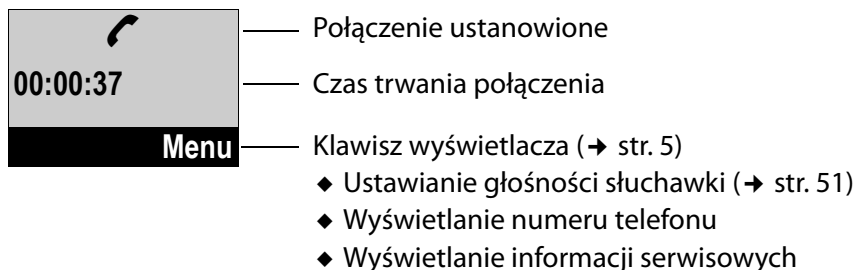 Połączenie ustanowione
00:00:37
Czas trwania połączenia
Menu
Klawisz wyświetlacza (➔ str. 5)
◆ Ustawianie głośności słuchawki (➔ str. 51)
◆ Wyświetlanie numeru telefonu
◆ Wyświetlanie informacji serwisowych